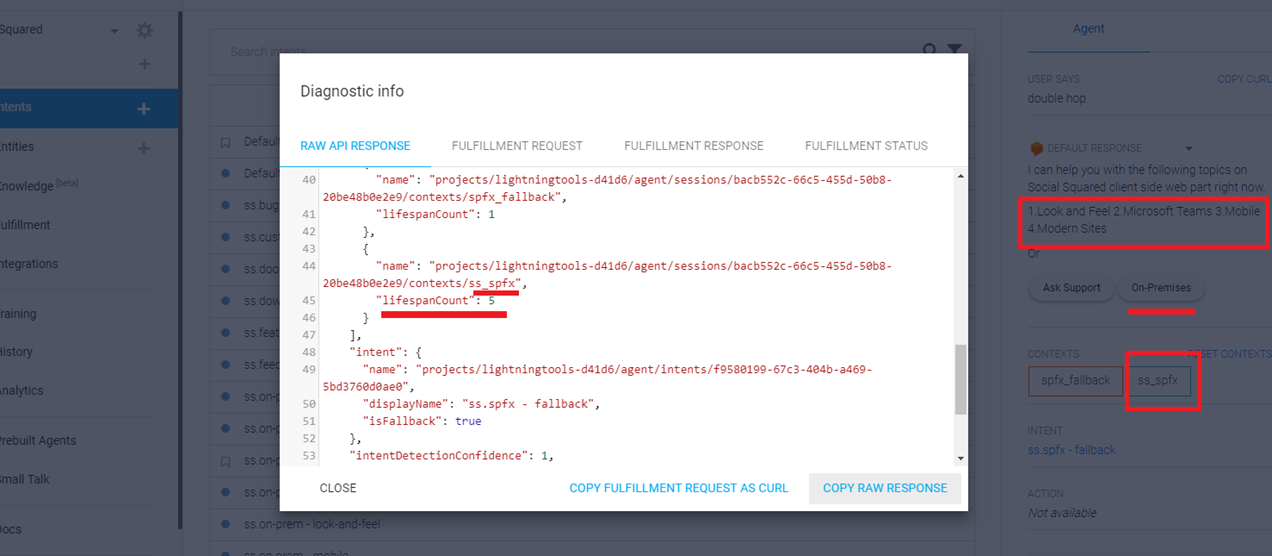 Squared
ntents
Entities
Knowledge [beta]
Fulfillment
Integrations
Training
History
Analytics
Prebuilt Agents
Small Talk
Docs
Search intents
Default
Default
ss.bug
ss.cus
ss.doc
ss.dow
ss.feat
ss.feed
ss.on-p
ss.on-p
ss.on-p
ss.on-p
ss.on-p
ss.on-prem - look-and-feel
ss.on-prem - mobile
Diagnostic info
RAW API RESPONSE FULFILLMENT REQUEST FULFILLMENT RESPONSE FULFILLMENT STATUS
40 "name": "projects/lightningtools-d41d6/agent/sessions/bacb552c-66c5-455d-50b8-
20be48b0e2e9/contexts/spfx_fallback",
41 "lifespanCount": 1
42 },
43 {
44 "name": "projects/lightningtools-d41d6/agent/sessions/bacb552c-66c5-455d-50b8-
20be48b0e2e9/contexts/ss_spfx",
45 "lifespanCount": 5
46 }
47 ],
48 "intent": {
49 "name": "projects/lightningtools-d41d6/agent/intents/f9580199-67c3-404b-a469-
5bd3760d0ae0",
50 "displayName": "ss.spfx - fallback",
51 "isFallback": true
52 },
53 "intentDetectionConfidence": 1,
CLOSE COPY FULFILLMENT REQUEST AS CURL COPY RAW RESPONSE
Agent
USER SAYS COPY CURL
double hop
DEFAULT RESPONSE
I can help you with the following topics on
Social Squared client side web part right now.
1.Look and Feel 2.Microsoft Teams 3.Mobile
4.Modern Sites
Or
Ask Support On-Premises
CONTEXTS RESET CONTEXTS
spfx_fallback ss_spfx
INTENT
ss.spfx - fallback
ACTION
Not available